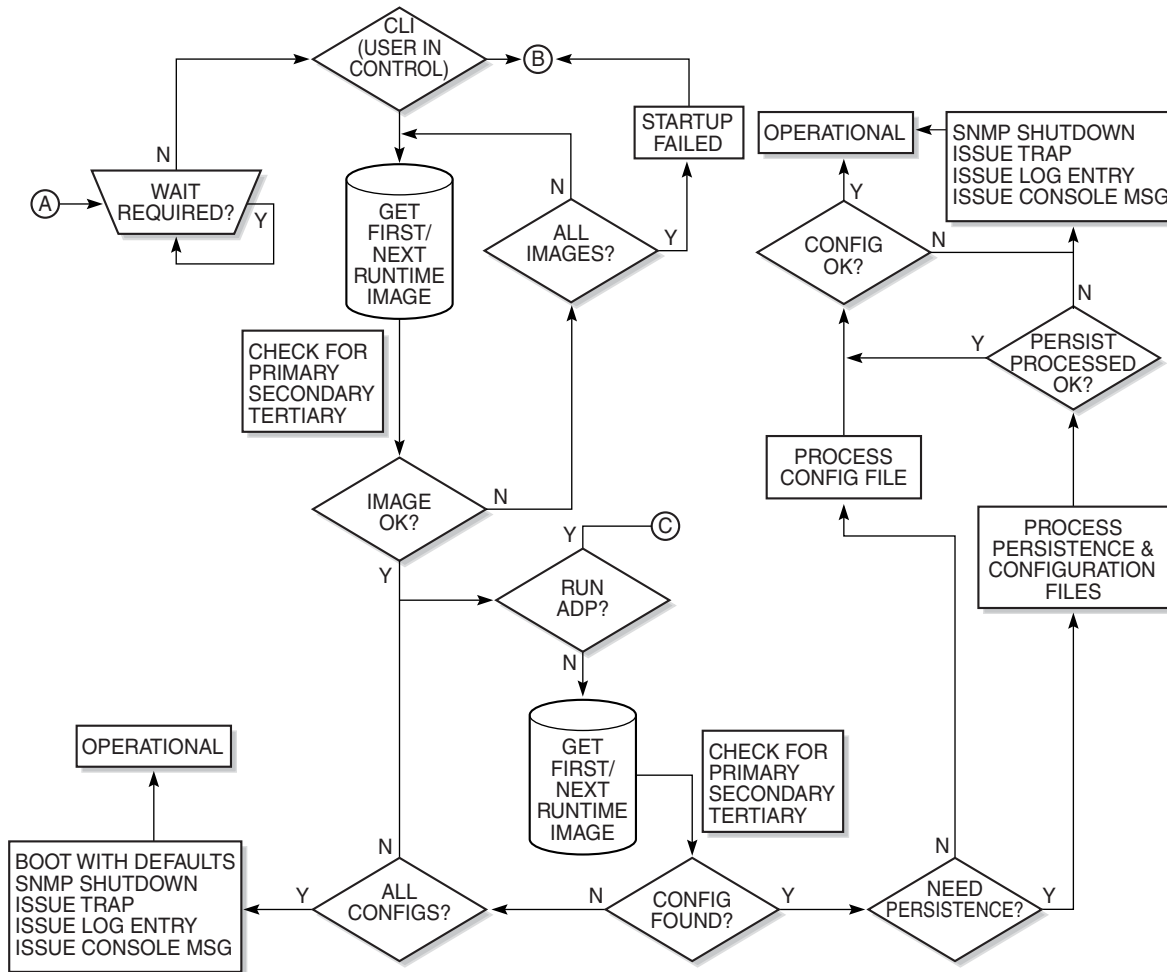 CLI
(USER IN
CONTROL)
B
N
A
WAIT
REQUIRED?
Y
GET
FIRST/
NEXT
RUNTIME
IMAGE
N
ALL
IMAGES?
Y
STARTUP
FAILED
CHECK FOR
PRIMARY
SECONDARY
TERTIARY
IMAGE
OK?
N
Y
OPERATIONAL
SNMP SHUTDOWN
ISSUE TRAP
ISSUE LOG ENTRY
ISSUE CONSOLE MSG
Y
CONFIG
OK?
N
N
Y
PERSIST
PROCESSED
OK?
PROCESS
CONFIG FILE
PROCESS
PERSISTENCE &
CONFIGURATION
FILES
C
Y
RUN
ADP?
N
GET
FIRST/
NEXT
RUNTIME
IMAGE
CHECK FOR
PRIMARY
SECONDARY
TERTIARY
OPERATIONAL
BOOT WITH DEFAULTS
SNMP SHUTDOWN
ISSUE TRAP
ISSUE LOG ENTRY
ISSUE CONSOLE MSG
Y
N
ALL
CONFIGS?
N
CONFIG
FOUND?
Y
N
NEED
PERSISTENCE?
Y